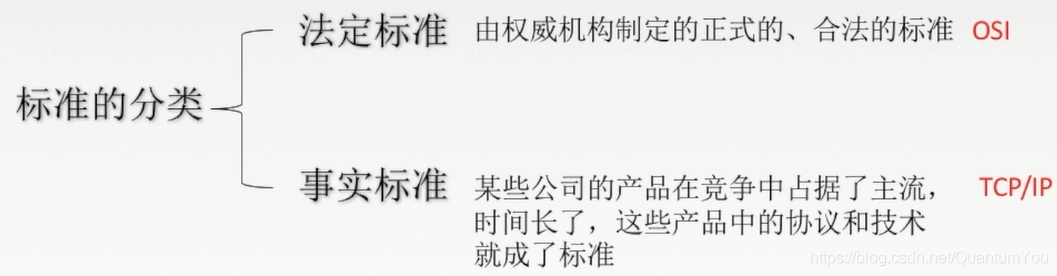 法定标准 由权威机构制定的正式的、合法的标准 OSI
标准的分类
事实标准 某些公司的产品在竞争中占据了主流， TCP/IP
时间长了，这些产品中的协议和技术
就成了标准
https://blog.csdn.net/QuantumYou